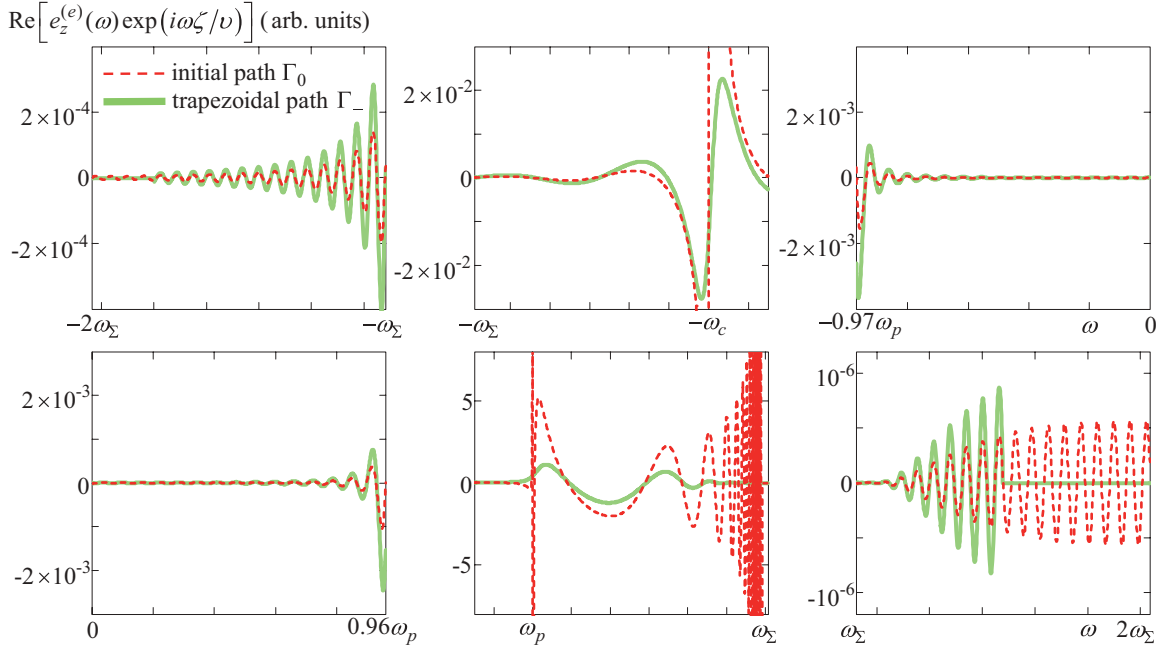 Re[e_z^(e)(ω) exp(iωζ/υ)] (arb. units)
initial path Γ₀
trapezoidal path Γ₋
2×10⁻⁴
0
-2×10⁻⁴
−2ω_Σ −ω_Σ
2×10⁻²
0
-2×10⁻²
−ω_Σ −ω_c
2×10⁻³
0
-2×10⁻³
−0.97ω_p ω 0
2×10⁻³
0
-2×10⁻³
0 0.96ω_p
5
0
-5
ω_p ω_Σ
10⁻⁶
0
-10⁻⁶
ω_Σ ω 2ω_Σ